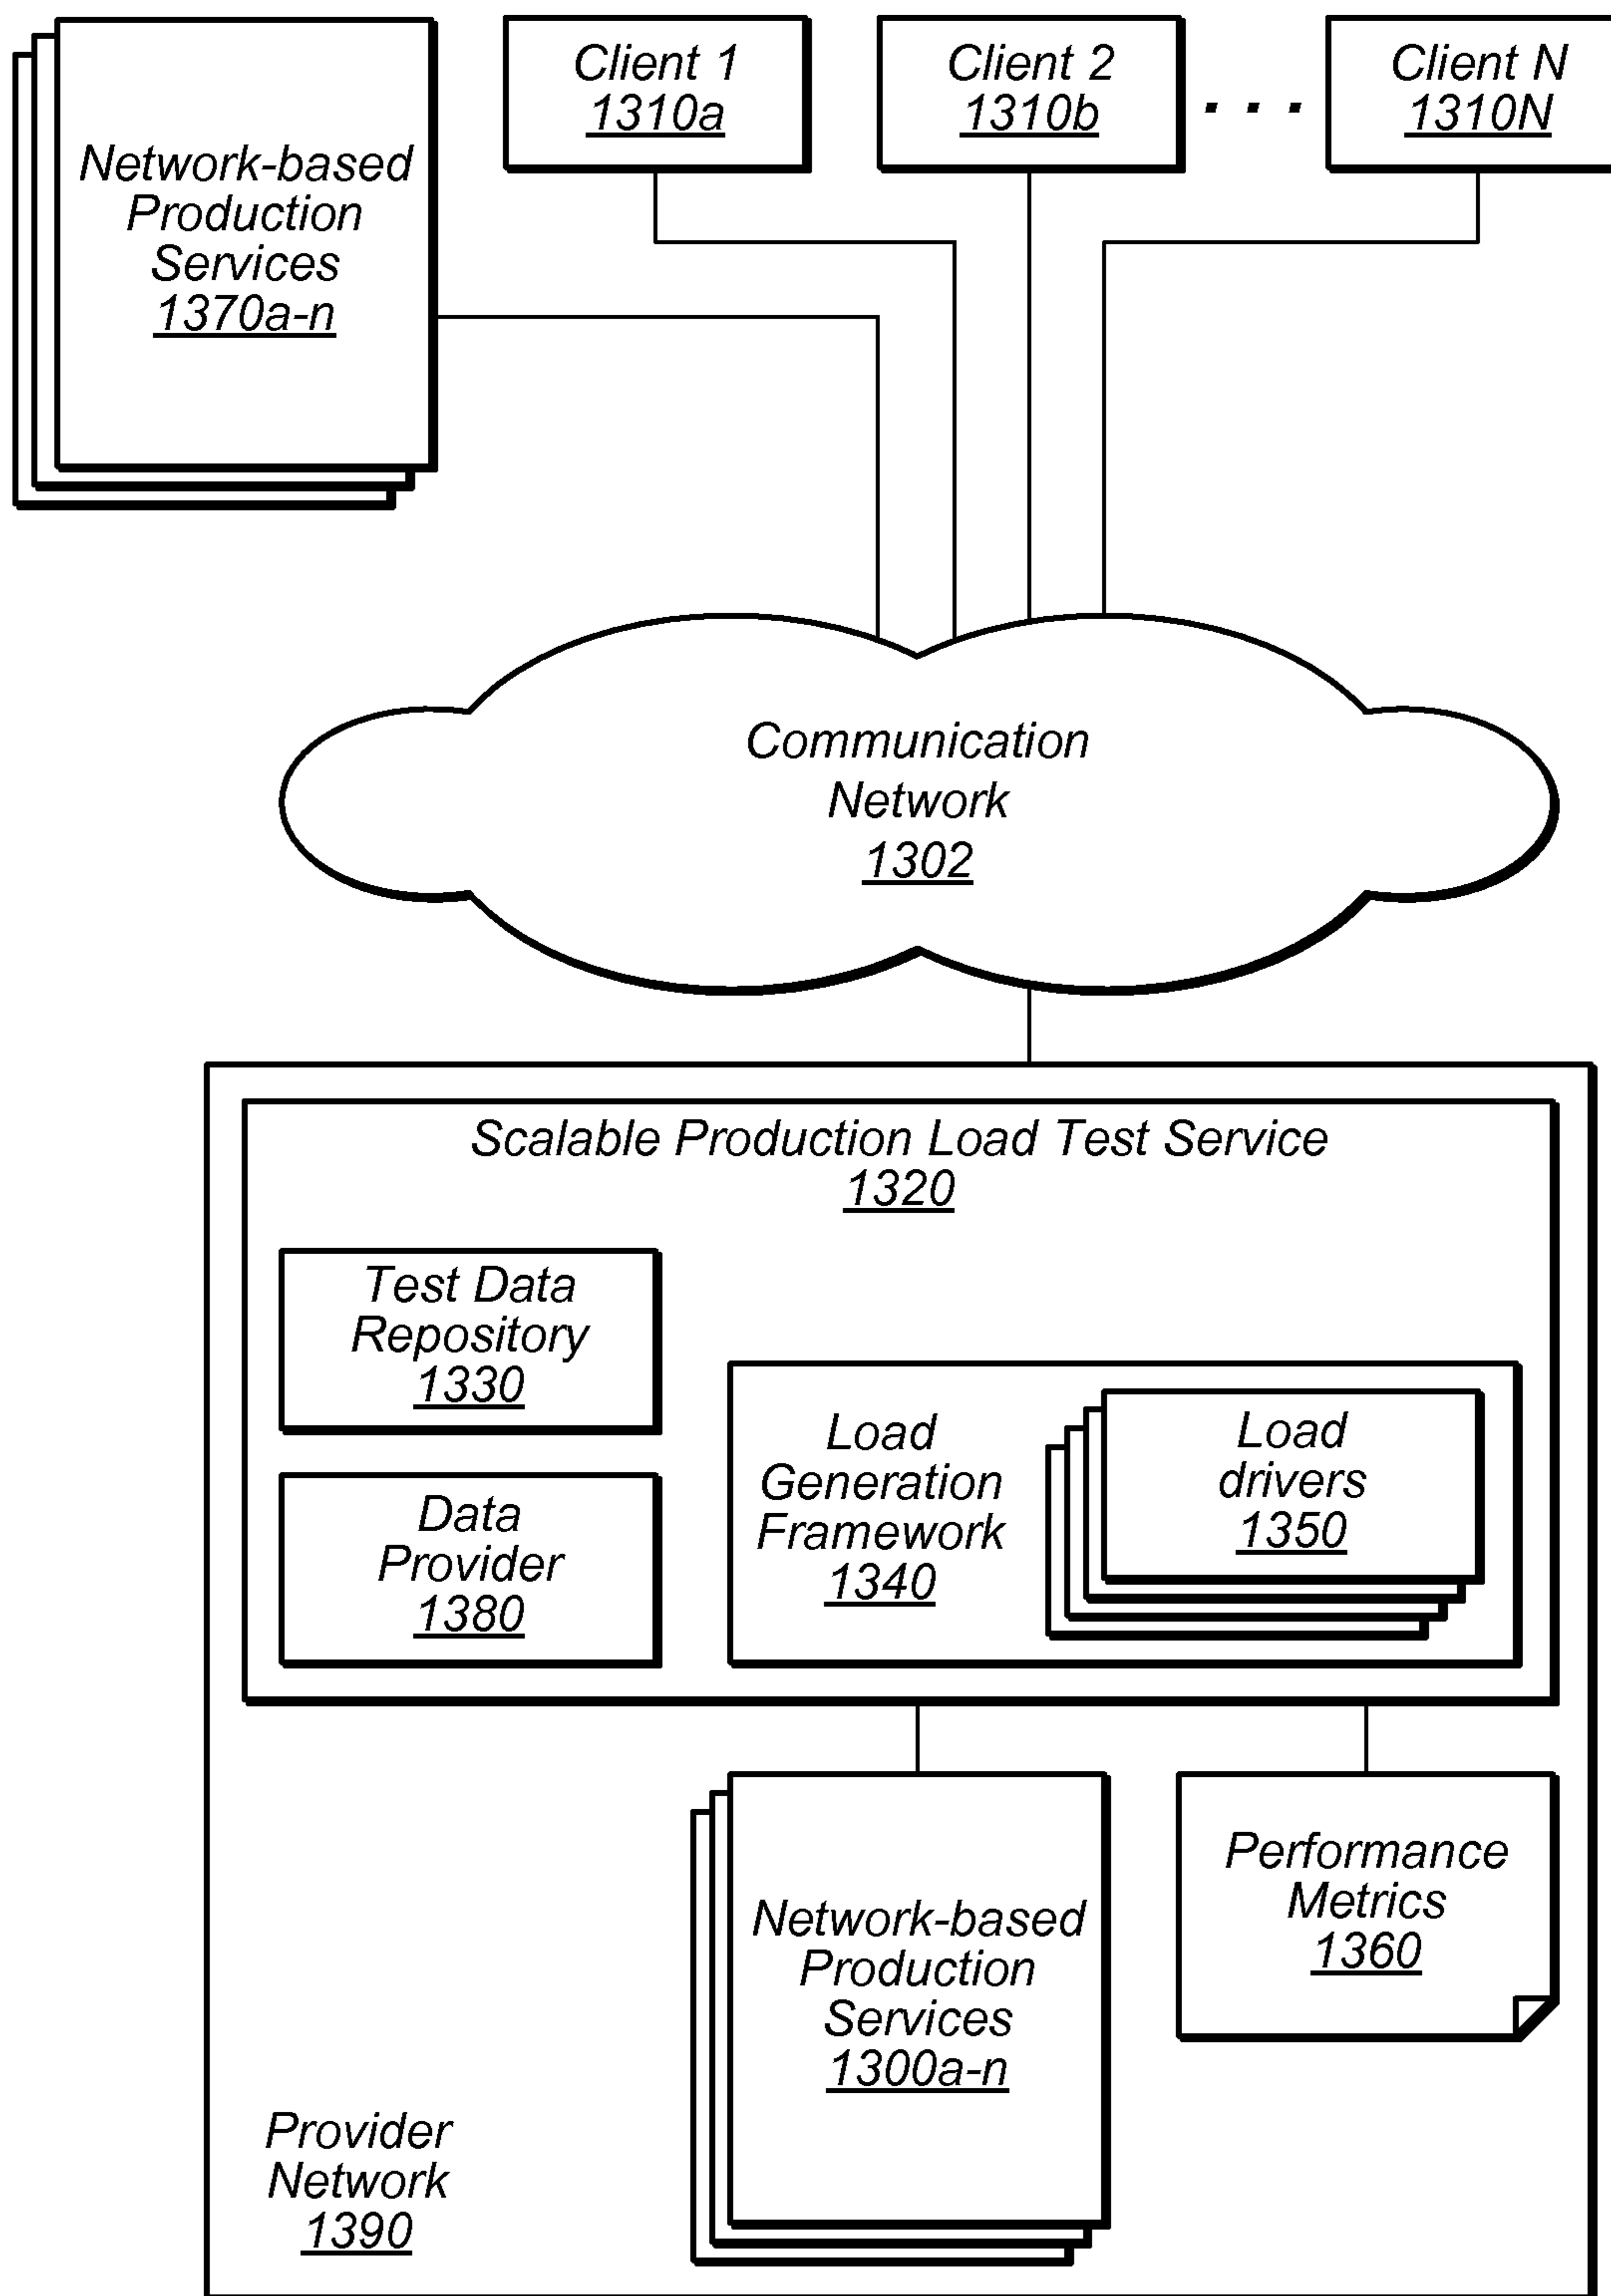 Network-based
Production
Services
1370a-n
Client 1
1310a
Client 2
1310b
. . .
Client N
1310N
Communication
Network
1302
Scalable Production Load Test Service
1320
Test Data
Repository
1330
Data
Provider
1380
Load
Generation
Framework
1340
Load
drivers
1350
Network-based
Production
Services
1300a-n
Performance
Metrics
1360
Provider
Network
1390